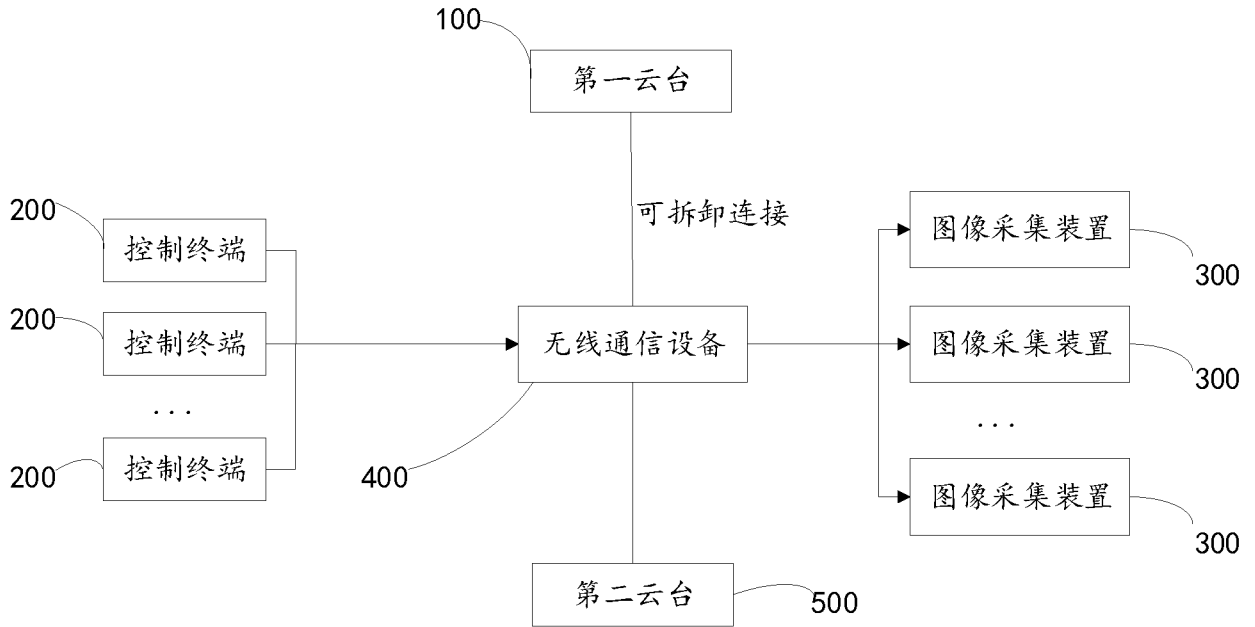 100
第一云台
可拆卸连接
200
控制终端
200
控制终端
...
200
控制终端
无线通信设备
400
图像采集装置
300
图像采集装置
300
...
图像采集装置
300
第二云台
500